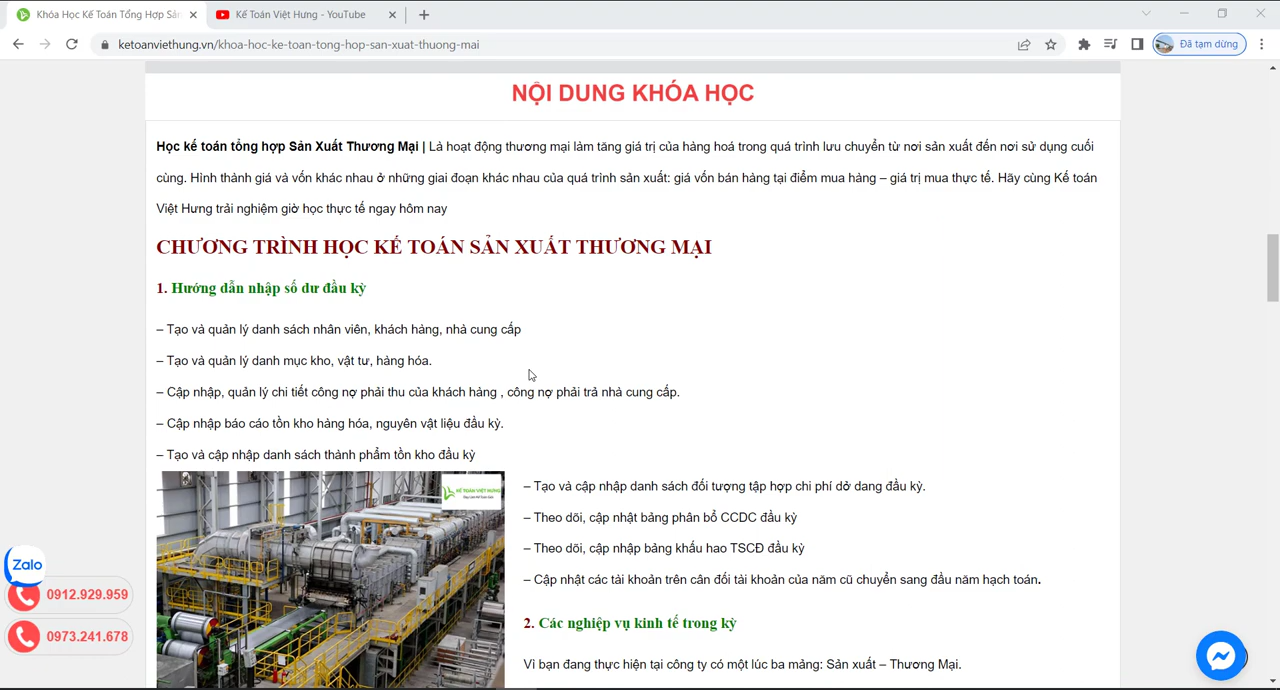 Khóa Học Kế Toán Tổng Hợp Sản
Kế Toán Việt Hưng - YouTube
ketoanviethung.vn/khoa-hoc-ke-toan-tong-hop-san-xuat-thuong-mai
Đã tạm dừng
NỘI DUNG KHÓA HỌC
Học kế toán tổng hợp Sản Xuất Thương Mại | Là hoạt động thương mại làm tăng giá trị của hàng hoá trong quá trình lưu chuyển từ nơi sản xuất đến nơi sử dụng cuối
cùng. Hình thành giá và vốn khác nhau ở những giai đoạn khác nhau của quá trình sản xuất: giá vốn bán hàng tại điểm mua hàng – giá trị mua thực tế. Hãy cùng Kế toán
Việt Hưng trải nghiệm giờ học thực tế ngay hôm nay
CHƯƠNG TRÌNH HỌC KẾ TOÁN SẢN XUẤT THƯƠNG MẠI
1. Hướng dẫn nhập số dư đầu kỳ
– Tạo và quản lý danh sách nhân viên, khách hàng, nhà cung cấp
– Tạo và quản lý danh mục kho, vật tư, hàng hóa.
– Cập nhập, quản lý chi tiết công nợ phải thu của khách hàng , công nợ phải trả nhà cung cấp.
– Cập nhập báo cáo tồn kho hàng hóa, nguyên vật liệu đầu kỳ.
– Tạo và cập nhập danh sách thành phẩm tồn kho đầu kỳ
KẾ TOÁN VIỆT HƯNG
– Tạo và cập nhập danh sách đối tượng tập hợp chi phí dở dang đầu kỳ.
– Theo dõi, cập nhật bảng phân bổ CCDC đầu kỳ
– Theo dõi, cập nhập bảng khấu hao TSCĐ đầu kỳ
– Cập nhật các tài khoản trên cân đối tài khoản của năm cũ chuyển sang đầu năm hạch toán.
2. Các nghiệp vụ kinh tế trong kỳ
Vì bạn đang thực hiện tại công ty có một lúc ba mảng: Sản xuất – Thương Mại.
Zalo
0912.929.959
0973.241.678